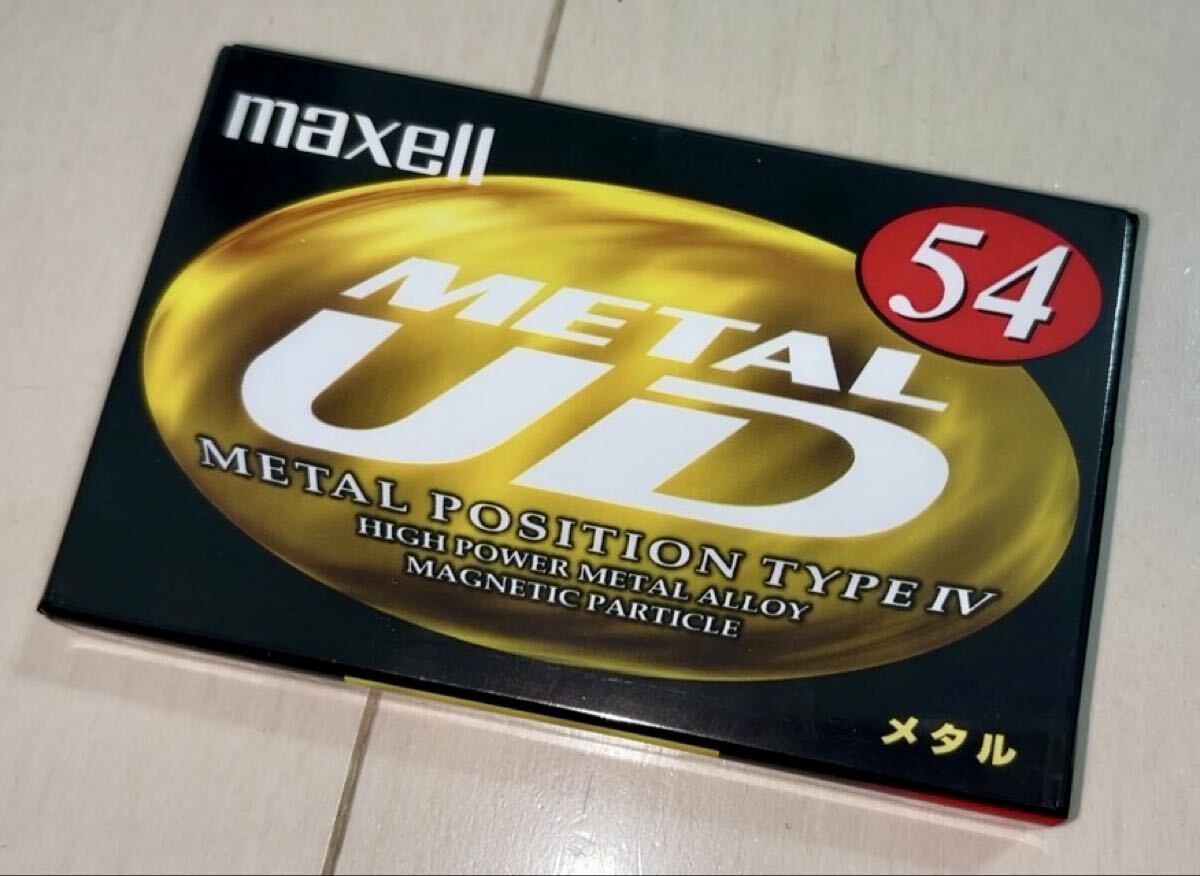 maxell
54
METAL
UD
METAL POSITION TYPE IV
HIGH POWER METAL ALLOY
MAGNETIC PARTICLE
メタル